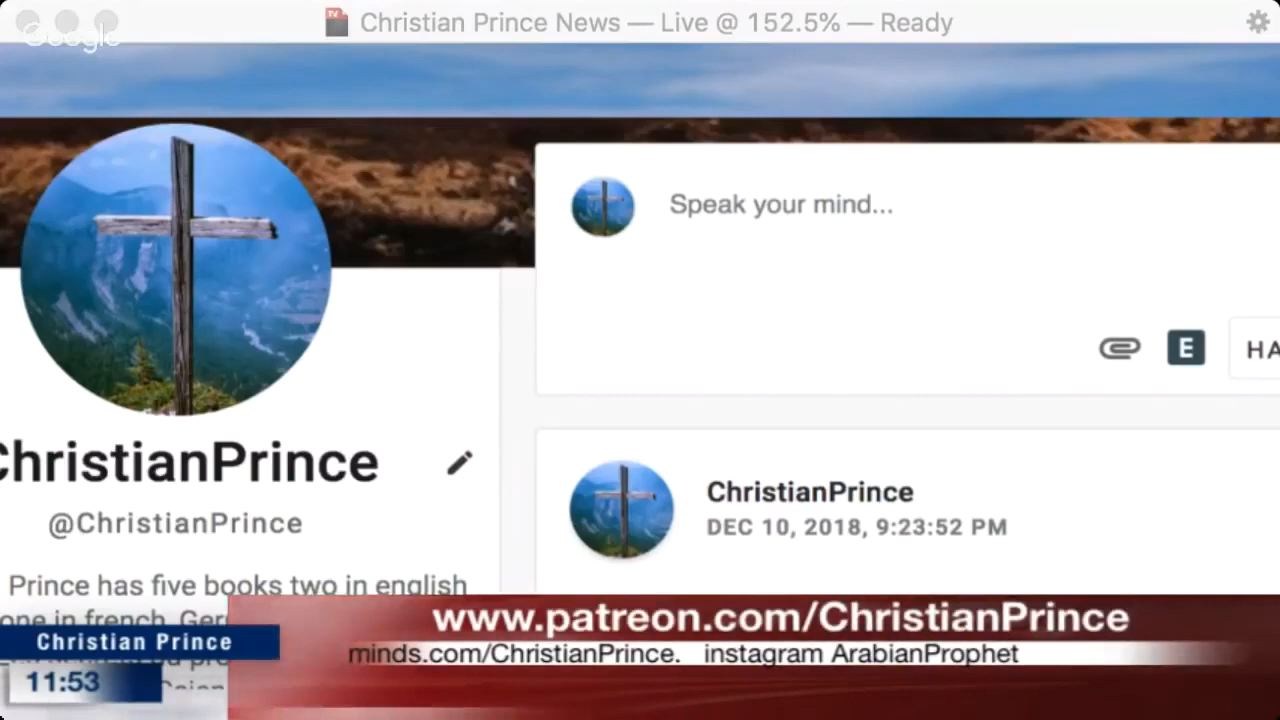 Google
Christian Prince News — Live @ 152.5% — Ready
Speak your mind...
E
HA
ChristianPrince
@ChristianPrince
Prince has five books two in english
one in french, Ger
ChristianPrince
DEC 10, 2018, 9:23:52 PM
www.patreon.com/ChristianPrince
minds.com/ChristianPrince. instagram ArabianProphet
Christian Prince
11:53